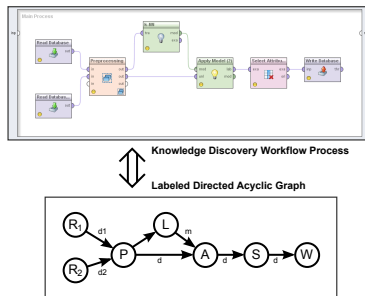 Main Process
k-NN
Read Database
Preprocessing
Apply Model (2)
Select Attribu...
Write Database
Read Databas...
Knowledge Discovery Workflow Process
Labeled Directed Acyclic Graph
R1 d1 L m
P d A d S d W
R2 d2